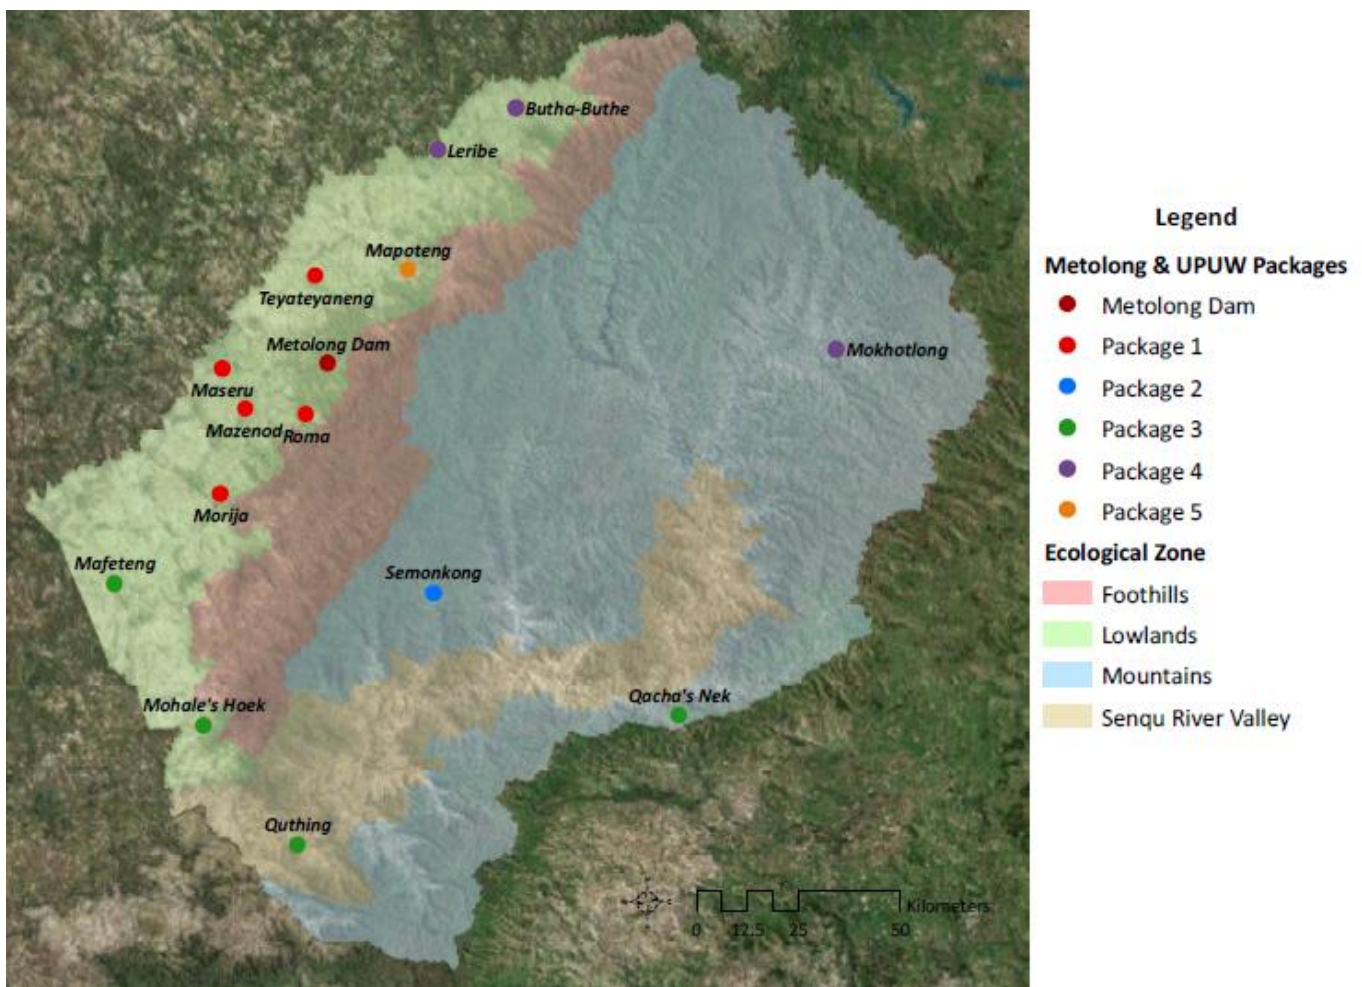 Butha-Buthe
Leribe
Mapoteng
Teyateyaneng
Metolong Dam
Mokhotlong
Maseru
Mazenod
Roma
Morija
Mafeteng
Semonkong
Mohale's Hoek
Qacha's Nek
Quthing
Kilometers
0 12.5 25 50
Legend
Metolong & UPUW Packages
Metolong Dam
Package 1
Package 2
Package 3
Package 4
Package 5
Ecological Zone
Foothills
Lowlands
Mountains
Senqu River Valley